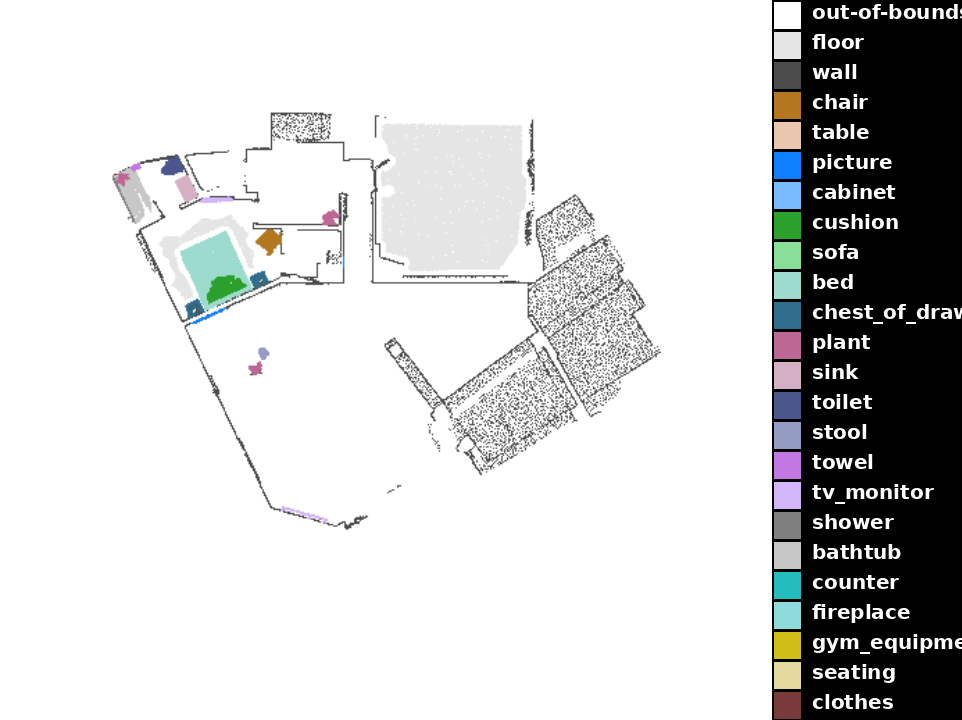 out-of-bounds
floor
wall
chair
table
picture
cabinet
cushion
sofa
bed
chest_of_draw
plant
sink
toilet
stool
towel
tv_monitor
shower
bathtub
counter
fireplace
gym_equipme
seating
clothes